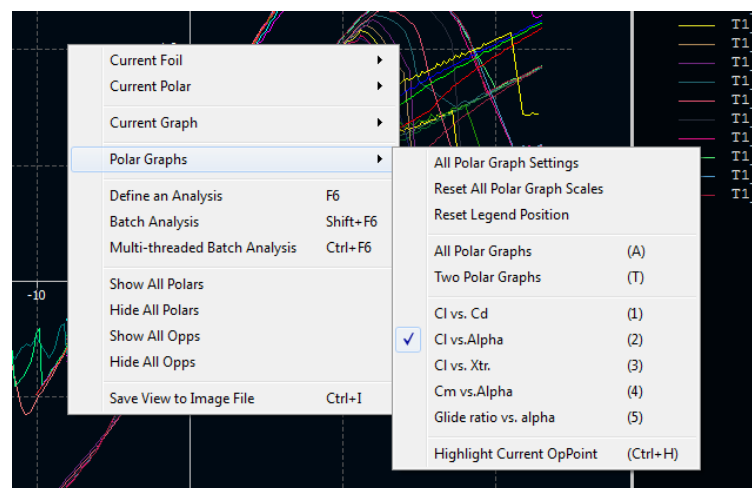 Current Foil
Current Polar
Current Graph
Polar Graphs
Define an Analysis F6
Batch Analysis Shift+F6
Multi-threaded Batch Analysis Ctrl+F6
Show All Polars
Hide All Polars
Show All Opps
Hide All Opps
Save View to Image File Ctrl+I
All Polar Graph Settings
Reset All Polar Graph Scales
Reset Legend Position
All Polar Graphs (A)
Two Polar Graphs (T)
Cl vs. Cd (1)
Cl vs.Alpha (2)
Cl vs. Xtr. (3)
Cm vs.Alpha (4)
Glide ratio vs. alpha (5)
Highlight Current OpPoint (Ctrl+H)
-10
T1_
T1_
T1_
T1_
T1_
T1_
T1_
T1_
T1_
T1_